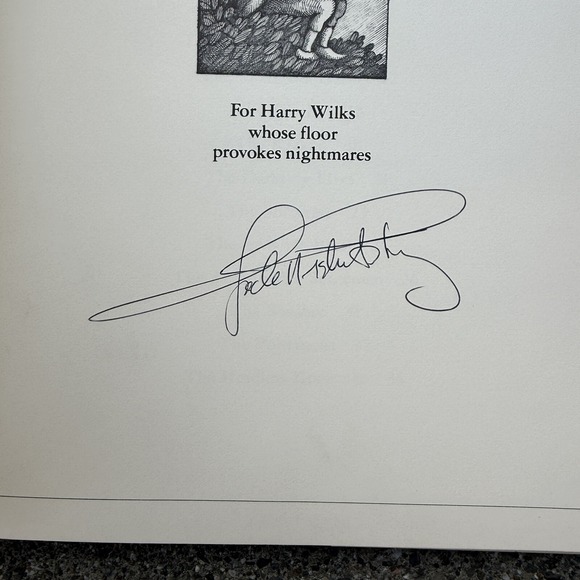 For Harry Wilks
whose floor
provokes nightmares